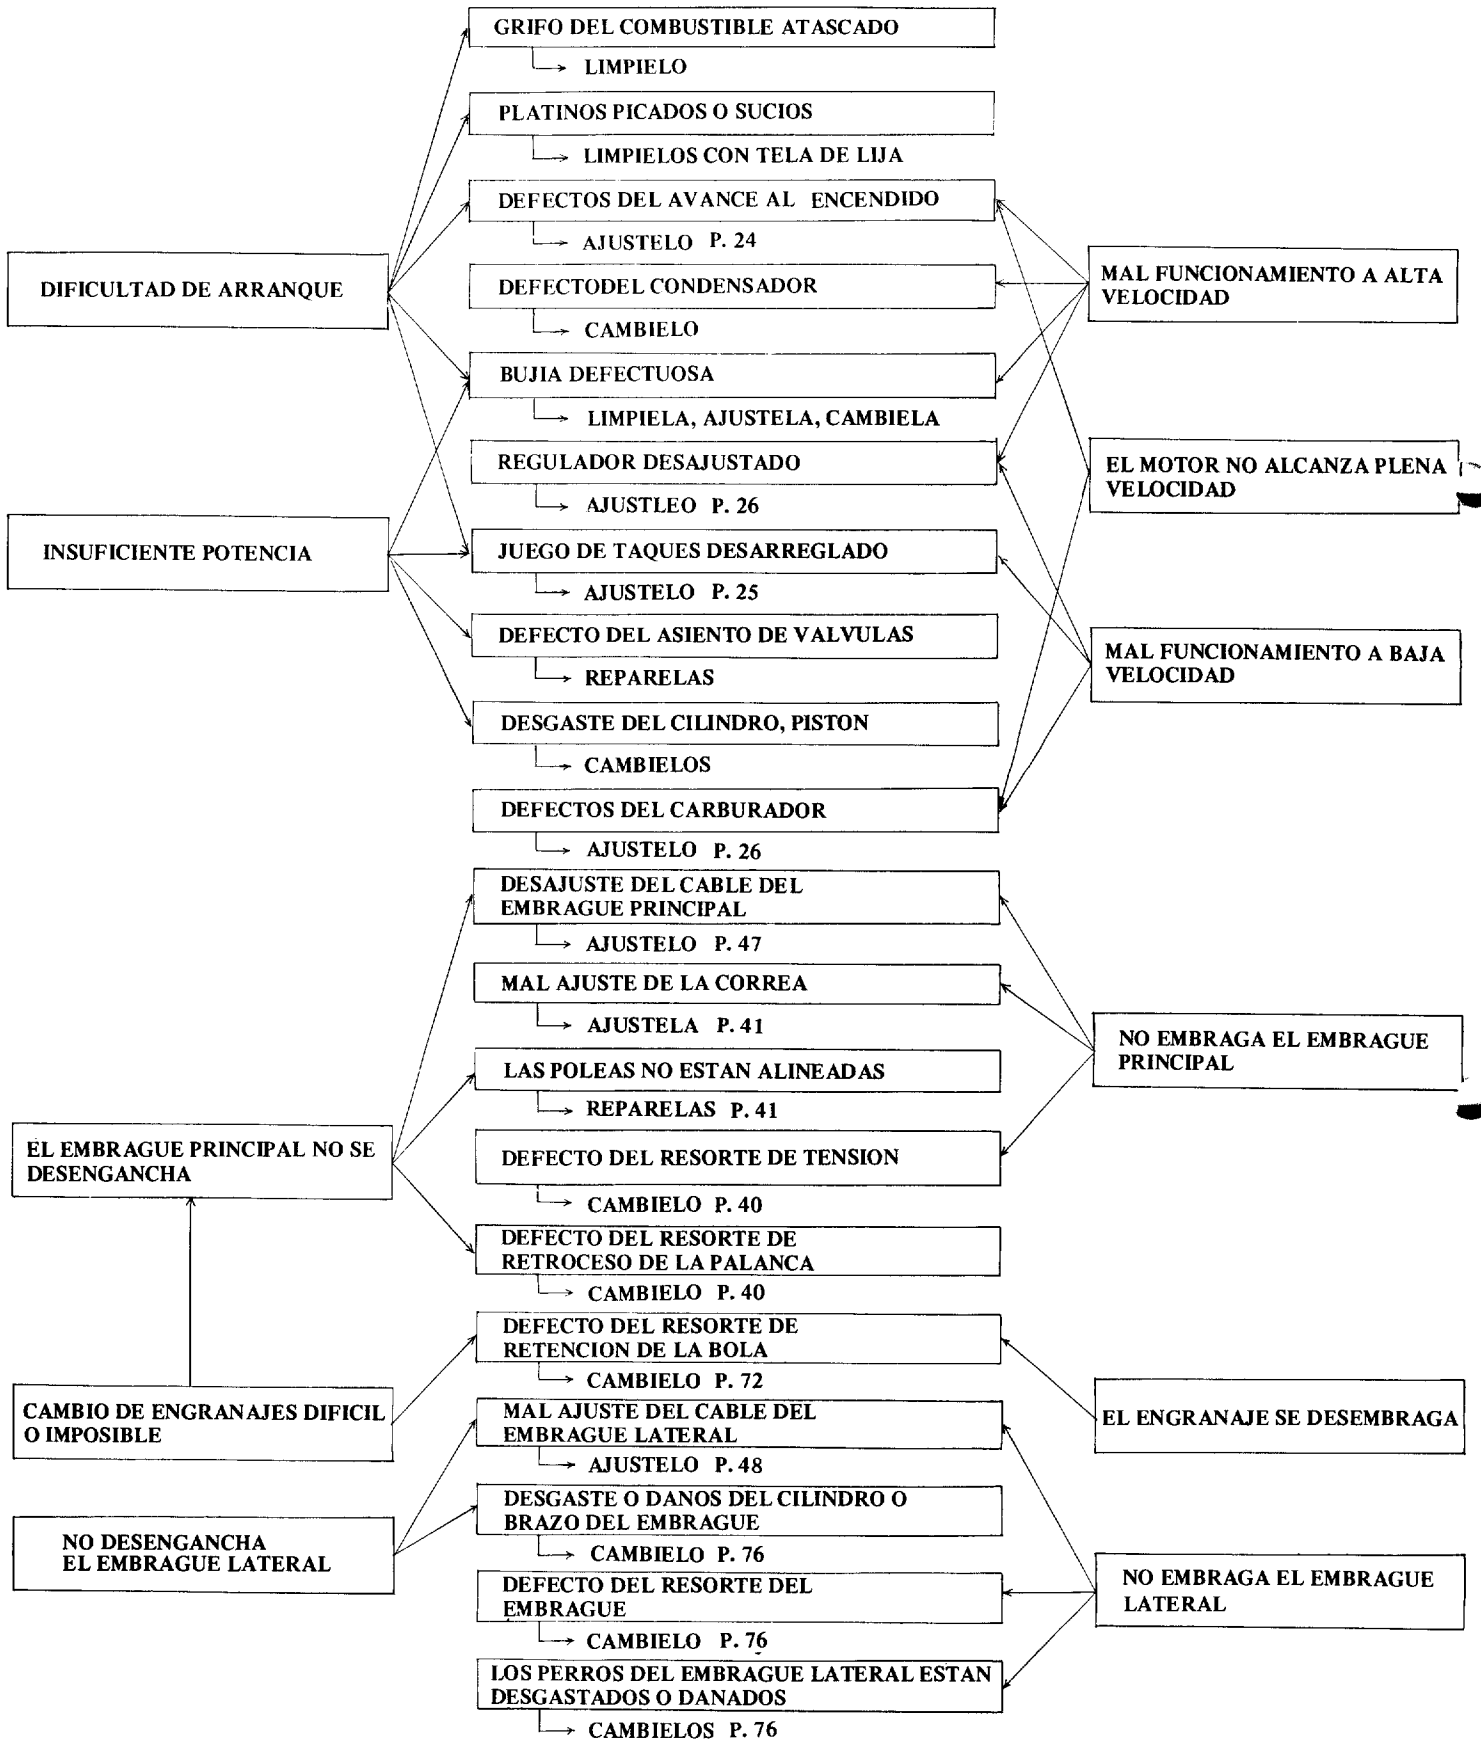 GRIFO DEL COMBUSTIBLE ATASCADO
LIMPIELO
PLATINOS PICADOS O SUCIOS
LIMPIELOS CON TELA DE LIJA
DEFECTOS DEL AVANCE AL ENCENDIDO
AJUSTELO P. 24
DIFICULTAD DE ARRANQUE
DEFECTODEL CONDENSADOR
CAMBIELO
MAL FUNCIONAMIENTO A ALTA
VELOCIDAD
BUJIA DEFECTUOSA
LIMPIELA, AJUSTELA, CAMBIELA
REGULADOR DESAJUSTADO
AJUSTLEO P. 26
EL MOTOR NO ALCANZA PLENA
VELOCIDAD
INSUFICIENTE POTENCIA
JUEGO DE TAQUES DESARREGLADO
AJUSTELO P. 25
DEFECTO DEL ASIENTO DE VALVULAS
REPARELAS
MAL FUNCIONAMIENTO A BAJA
VELOCIDAD
DESGASTE DEL CILINDRO, PISTON
CAMBIELOS
DEFECTOS DEL CARBURADOR
AJUSTELO P. 26
DESAJUSTE DEL CABLE DEL
EMBRAGUE PRINCIPAL
AJUSTELO P. 47
MAL AJUSTE DE LA CORREA
AJUSTELA P. 41
NO EMBRAGA EL EMBRAGUE
PRINCIPAL
LAS POLEAS NO ESTAN ALINEADAS
REPARELAS P. 41
EL EMBRAGUE PRINCIPAL NO SE
DESENGANCHA
DEFECTO DEL RESORTE DE TENSION
CAMBIELO P. 40
DEFECTO DEL RESORTE DE
RETROCESO DE LA PALANCA
CAMBIELO P. 40
DEFECTO DEL RESORTE DE
RETENCION DE LA BOLA
CAMBIELO P. 72
CAMBIO DE ENGRANAJES DIFICIL
O IMPOSIBLE
MAL AJUSTE DEL CABLE DEL
EMBRAGUE LATERAL
AJUSTELO P. 48
EL ENGRANAJE SE DESEMBRAGA
DESGASTE O DANOS DEL CILINDRO O
BRAZO DEL EMBRAGUE
CAMBIELO P. 76
NO DESENGANCHA
EL EMBRAGUE LATERAL
DEFECTO DEL RESORTE DEL
EMBRAGUE
CAMBIELO P. 76
NO EMBRAGA EL EMBRAGUE
LATERAL
LOS PERROS DEL EMBRAGUE LATERAL ESTAN
DESGASTADOS O DANADOS
CAMBIELOS P. 76